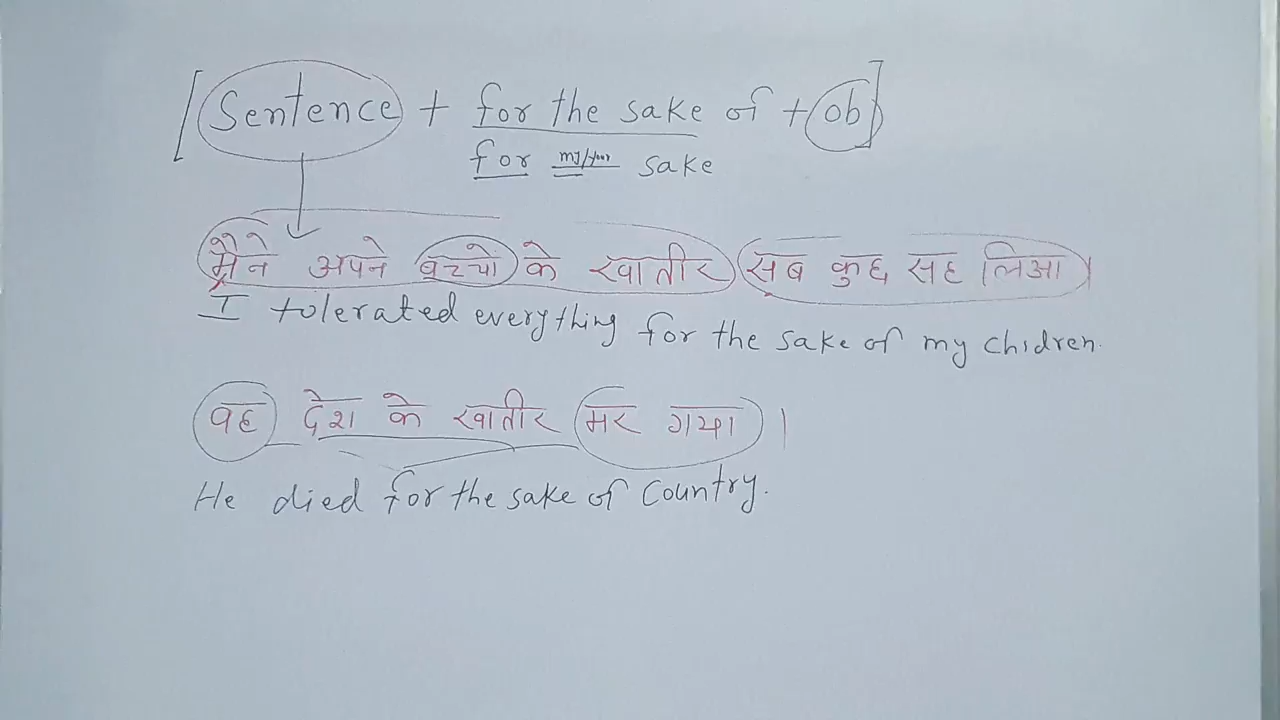 [Sentence + for the sake of + ob]
for my/your sake
मैंने अपने बच्चों के खातीर सब कुछ सह लिआ।
I tolerated everything for the sake of my chidren.
वह देश के खातीर मर गया।
He died for the sake of Country.